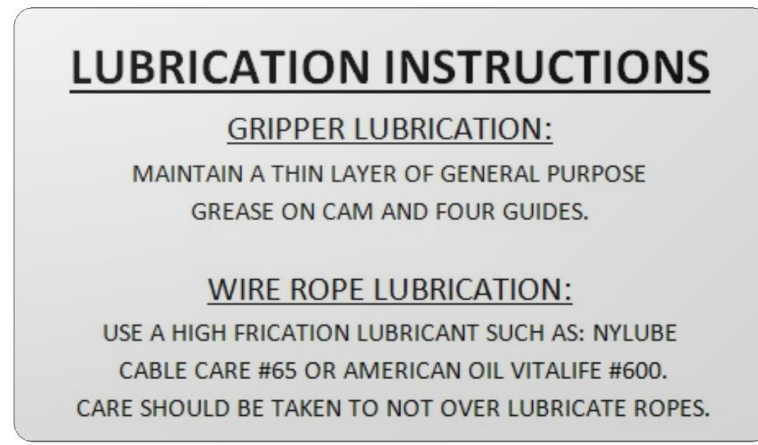 LUBRICATION INSTRUCTIONS
GRIPPER LUBRICATION:
MAINTAIN A THIN LAYER OF GENERAL PURPOSE
GREASE ON CAM AND FOUR GUIDES.
WIRE ROPE LUBRICATION:
USE A HIGH FRICATION LUBRICANT SUCH AS: NYLUBE
CABLE CARE #65 OR AMERICAN OIL VITALIFE #600.
CARE SHOULD BE TAKEN TO NOT OVER LUBRICATE ROPES.